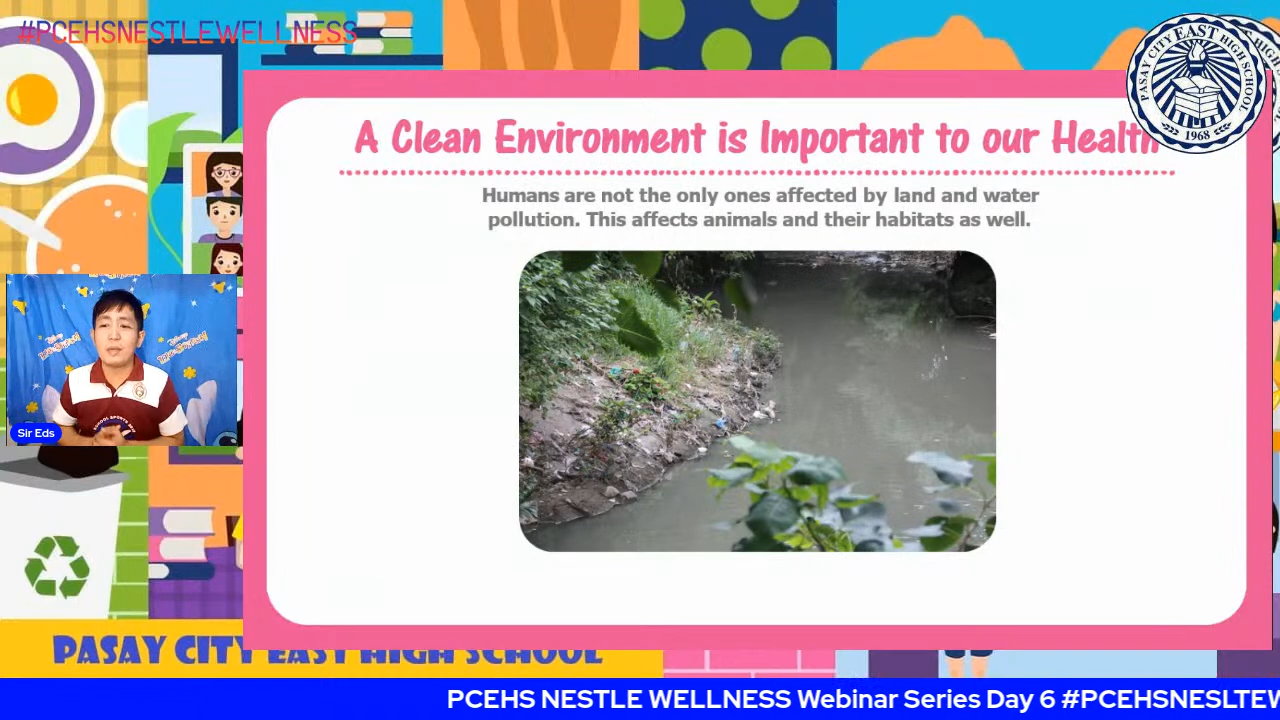 #PCEHSNESTLEWELLNESS
PASAY CITY EAST HIGH SCHOOL
1968
A Clean Environment is Important to our Health
Humans are not the only ones affected by land and water
pollution. This affects animals and their habitats as well.
Sir Eds
PASAY CITY EAST HIGH SCHOOL
PCEHS NESTLE WELLNESS Webinar Series Day 6 #PCEHSNESLTEW